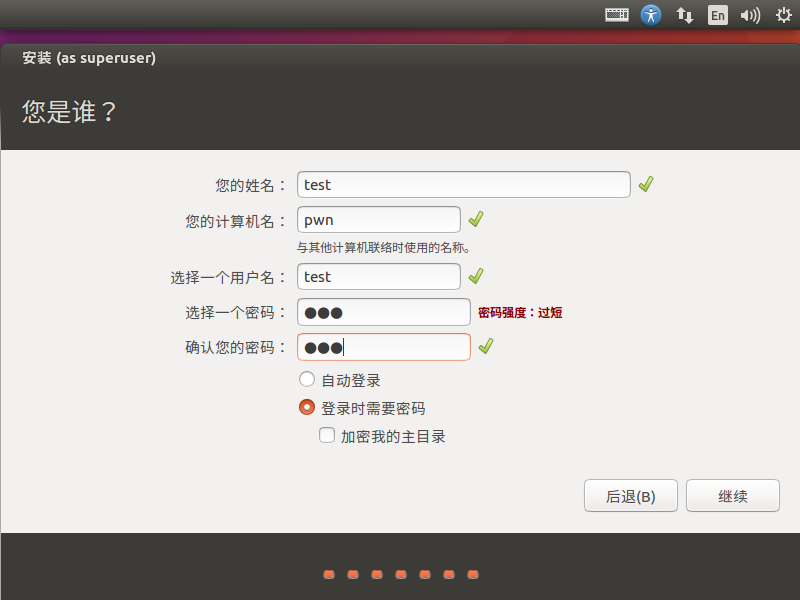 En
安装 (as superuser)
您是谁？
您的姓名： test
您的计算机名： pwn
与其他计算机联络时使用的名称。
选择一个用户名： test
选择一个密码： ●●● 密码强度：过短
确认您的密码： ●●●
自动登录
登录时需要密码
加密我的主目录
后退(B) 继续